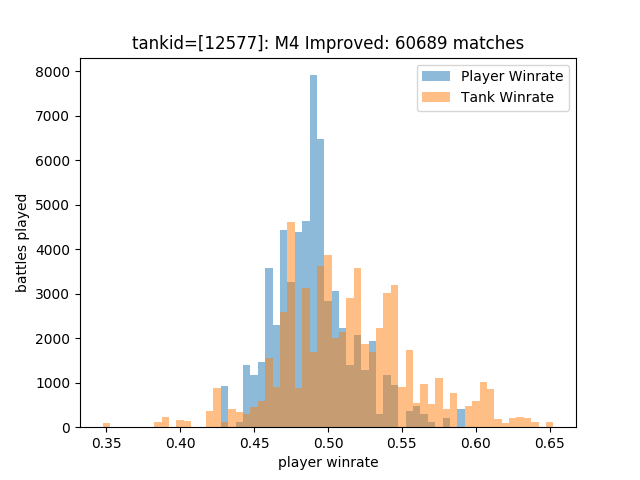 tankid=[12577]: M4 Improved: 60689 matches
Player Winrate
Tank Winrate
8000
7000
6000
5000
4000
3000
2000
1000
0
battles played
0.35 0.40 0.45 0.50 0.55 0.60 0.65
player winrate